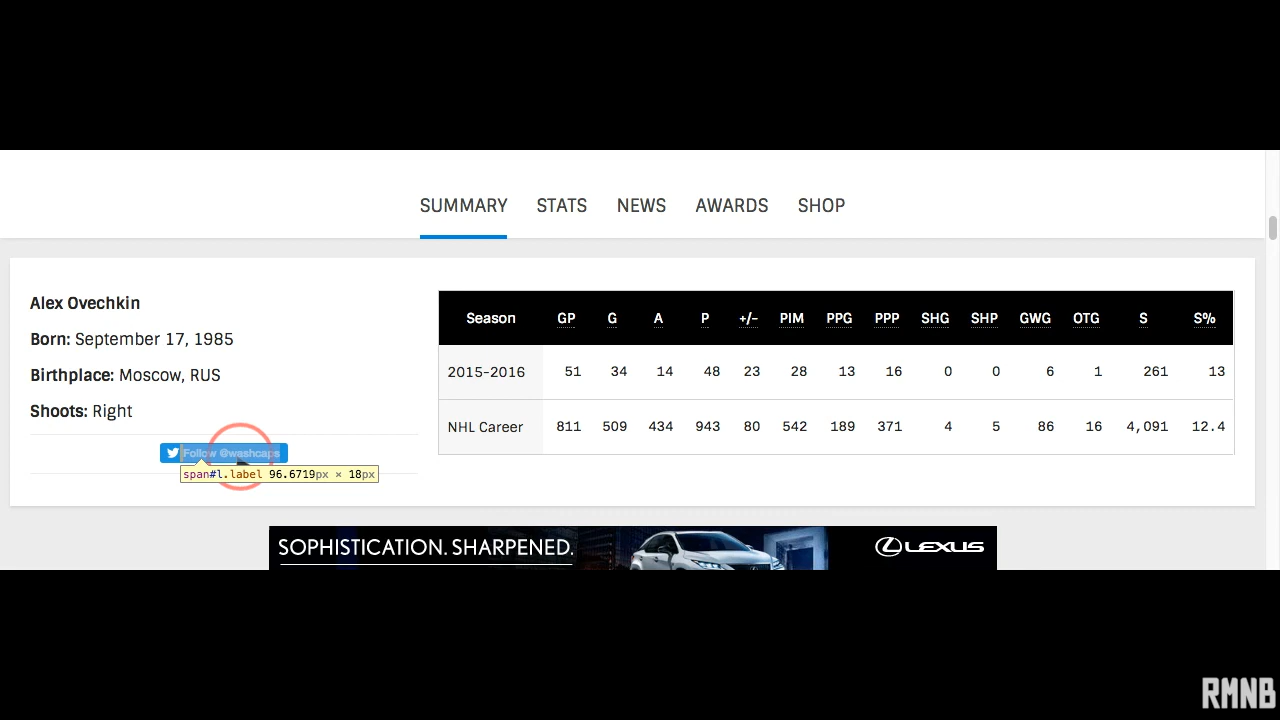 SUMMARY STATS NEWS AWARDS SHOP
Alex Ovechkin
Born: September 17, 1985
Birthplace: Moscow, RUS
Shoots: Right
Follow @washcaps
span#l.label 96.6719px × 18px
Season GP G A P +/- PIM PPG PPP SHG SHP GWG OTG S S%
2015-2016 51 34 14 48 23 28 13 16 0 0 6 1 261 13
NHL Career 811 509 434 943 80 542 189 371 4 5 86 16 4,091 12.4
SOPHISTICATION. SHARPENED.
LEXUS
RMNB